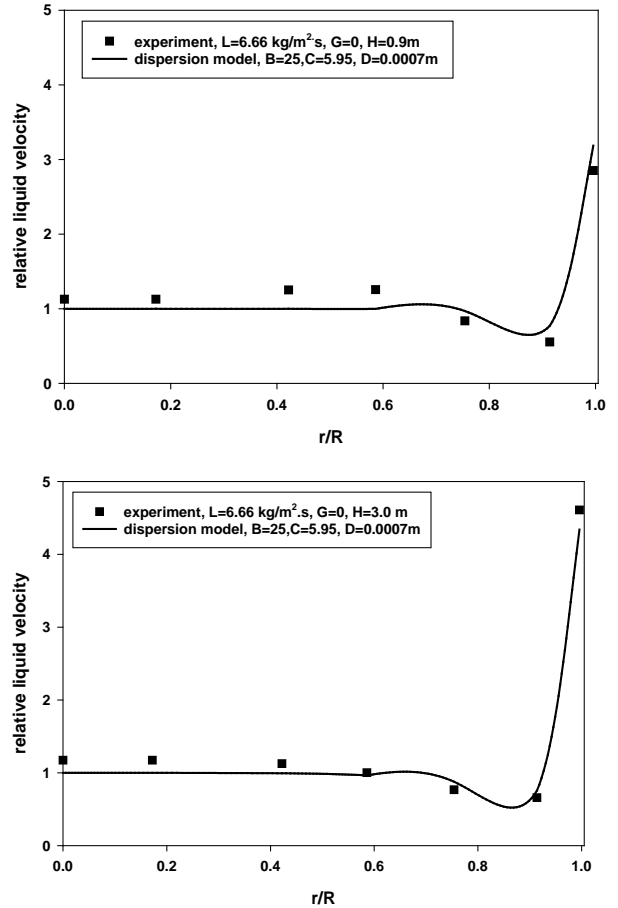 5
experiment, L=6.66 kg/m²·s, G=0, H=0.9m
dispersion model, B=25,C=5.95, D=0.0007m
4
3
2
1
0
relative liquid velocity
0.0 0.2 0.4 0.6 0.8 1.0
r/R
5
experiment, L=6.66 kg/m².s, G=0, H=3.0 m
dispersion model, B=25,C=5.95, D=0.0007m
4
3
2
1
0
relative liquid velocity
0.0 0.2 0.4 0.6 0.8 1.0
r/R